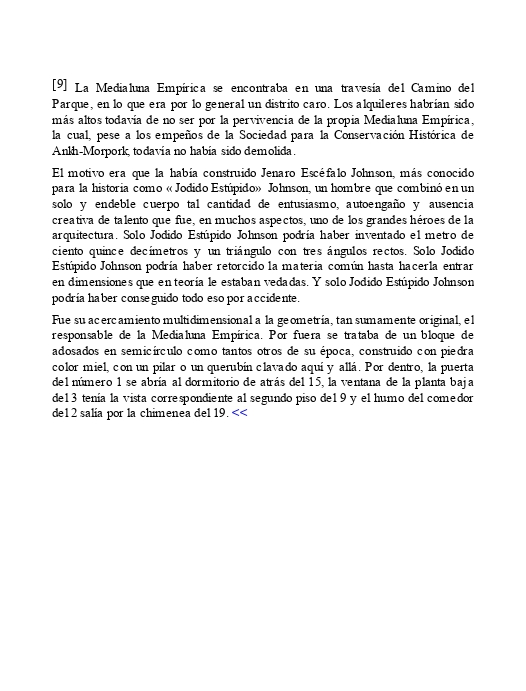 [9] La Medialuna Empírica se encontraba en una travesía del Camino del
Parque, en lo que era por lo general un distrito caro. Los alquileres habrían sido
más altos todavía de no ser por la pervivencia de la propia Medialuna Empírica,
la cual, pese a los empeños de la Sociedad para la Conservación Histórica de
Ankh-Morpork, todavía no había sido demolida.
El motivo era que la había construido Jenaro Escéfalo Johnson, más conocido
para la historia como «Jodido Estúpido» Johnson, un hombre que combinó en un
solo y endeble cuerpo tal cantidad de entusiasmo, autoengaño y ausencia
creativa de talento que fue, en muchos aspectos, uno de los grandes héroes de la
arquitectura. Solo Jodido Estúpido Johnson podría haber inventado el metro de
ciento quince decímetros y un triángulo con tres ángulos rectos. Solo Jodido
Estúpido Johnson podría haber retorcido la materia común hasta hacerla entrar
en dimensiones que en teoría le estaban vedadas. Y solo Jodido Estúpido Johnson
podría haber conseguido todo eso por accidente.
Fue su acercamiento multidimensional a la geometría, tan sumamente original, el
responsable de la Medialuna Empírica. Por fuera se trataba de un bloque de
adosados en semicírculo como tantos otros de su época, construido con piedra
color miel, con un pilar o un querubín clavado aquí y allá. Por dentro, la puerta
del número 1 se abría al dormitorio de atrás del 15, la ventana de la planta baja
del 3 tenía la vista correspondiente al segundo piso del 9 y el humo del comedor
del 2 salía por la chimenea del 19. <<